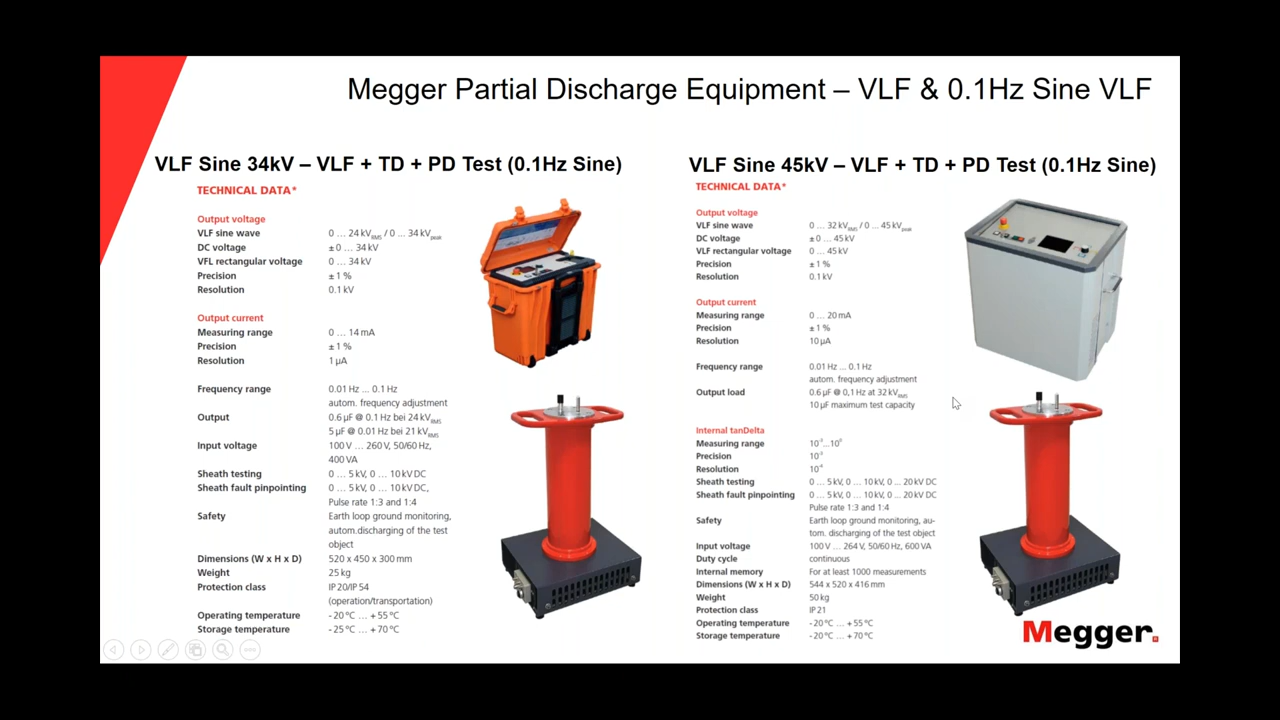 Megger Partial Discharge Equipment – VLF & 0.1Hz Sine VLF
VLF Sine 34kV – VLF + TD + PD Test (0.1Hz Sine)
TECHNICAL DATA*
Output voltage
VLF sine wave 0 ... 24 kVRMS / 0 ... 34 kVpeak
DC voltage ± 0 ... 34 kV
VFL rectangular voltage 0 ... 34 kV
Precision ± 1 %
Resolution 0.1 kV
Output current
Measuring range 0 ... 14 mA
Precision ± 1 %
Resolution 1 µA
Frequency range 0.01 Hz ... 0.1 Hz
autom. frequency adjustment
Output 0.6 µF @ 0.1 Hz bei 24 kVRMS
5 µF @ 0.01 Hz bei 21 kVRMS
Input voltage 100 V ... 260 V, 50/60 Hz,
400 VA
Sheath testing 0 ... 5 kV, 0 ... 10 kV DC
Sheath fault pinpointing 0 ... 5 kV, 0 ... 10 kV DC,
Pulse rate 1:3 and 1:4
Safety Earth loop ground monitoring,
autom.discharging of the test
object
Dimensions (W x H x D) 520 x 450 x 300 mm
Weight 25 kg
Protection class IP 20/IP 54
(operation/transportation)
Operating temperature - 20 °C ... + 55 °C
Storage temperature - 25 °C ... + 70 °C
VLF Sine 45kV – VLF + TD + PD Test (0.1Hz Sine)
TECHNICAL DATA*
Output voltage
VLF sine wave 0 ... 32 kVRMS / 0 ... 45 kVpeak
DC voltage ± 0 ... 45 kV
VLF rectangular voltage 0 ... 45 kV
Precision ± 1 %
Resolution 0.1 kV
Output current
Measuring range 0 ... 20 mA
Precision ± 1 %
Resolution 10 µA
Frequency range 0.01 Hz ... 0.1 Hz
autom. frequency adjustment
Output load 0.6 µF @ 0,1 Hz at 32 kVRMS
10 µF maximum test capacity
Internal tanDelta
Measuring range
Precision 10⁻³
Resolution 10⁻⁴
Sheath testing 0 ... 5 kV, 0 ... 10 kV, 0 ... 20 kV DC
Sheath fault pinpointing 0 ... 5 kV, 0 ... 10 kV, 0 ... 20 kV DC
Pulse rate 1:3 and 1:4
Safety Earth loop ground monitoring, au-
tom. discharging of the test object
Input voltage 100 V ... 264 V, 50/60 Hz, 600 VA
Duty cycle continuous
Internal memory For at least 1000 measurements
Dimensions (W x H x D) 544 x 520 x 416 mm
Weight 50 kg
Protection class IP 21
Operating temperature - 20 °C ... + 55 °C
Storage temperature - 20 °C ... + 70 °C
Megger.